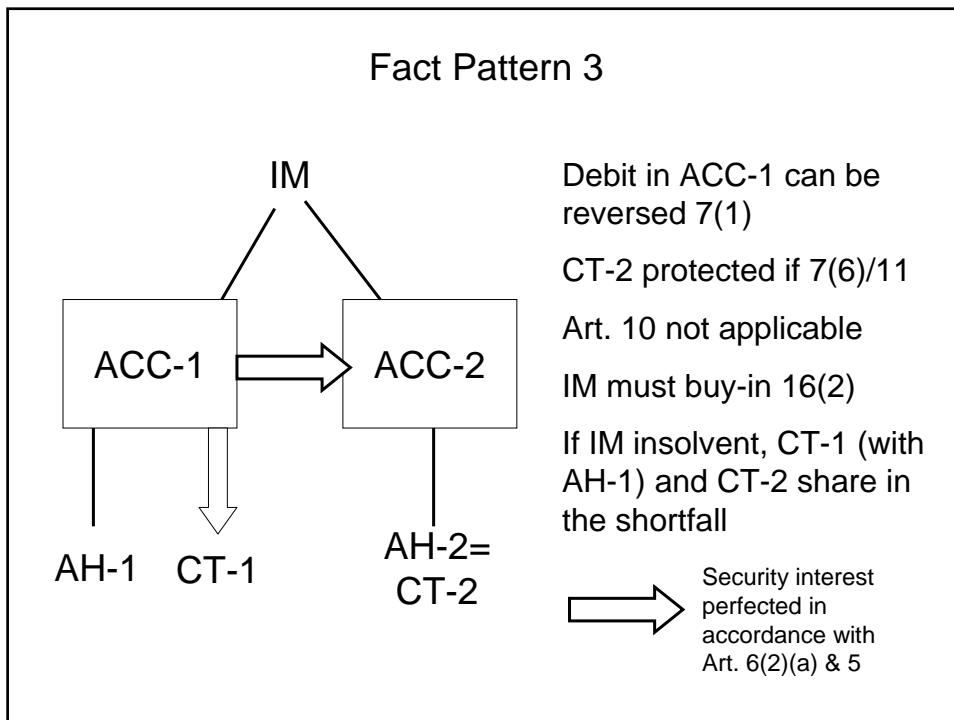 Fact Pattern 3
IM
ACC-1
ACC-2
AH-1
CT-1
AH-2=
CT-2
Debit in ACC-1 can be
reversed 7(1)
CT-2 protected if 7(6)/11
Art. 10 not applicable
IM must buy-in 16(2)
If IM insolvent, CT-1 (with
AH-1) and CT-2 share in
the shortfall
Security interest
perfected in
accordance with
Art. 6(2)(a) & 5